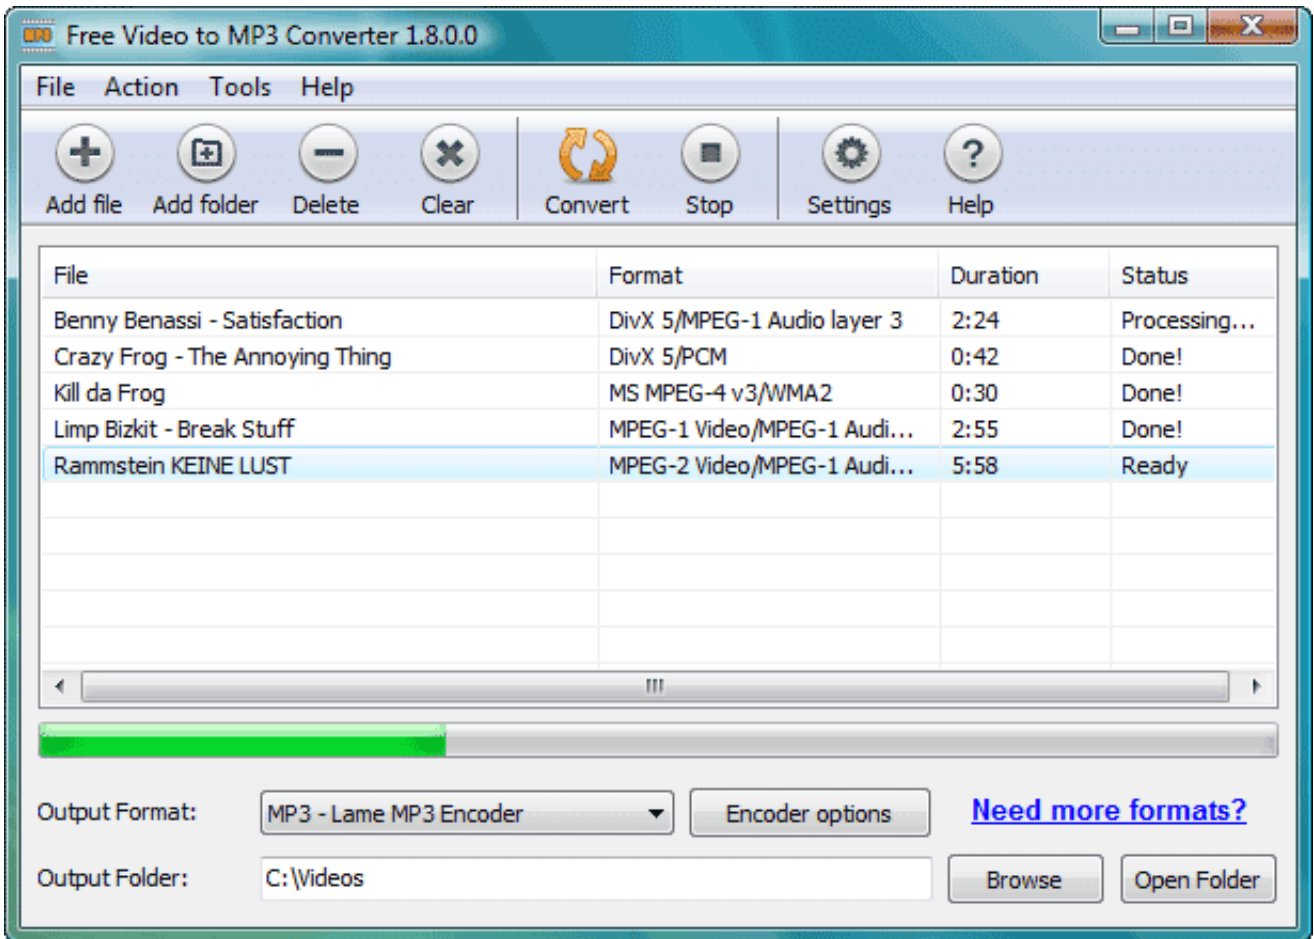 Free Video to MP3 Converter 1.8.0.0
File Action Tools Help
Add file Add folder Delete Clear Convert Stop Settings Help
File Format Duration Status
Benny Benassi - Satisfaction DivX 5/MPEG-1 Audio layer 3 2:24 Processing...
Crazy Frog - The Annoying Thing DivX 5/PCM 0:42 Done!
Kill da Frog MS MPEG-4 v3/WMA2 0:30 Done!
Limp Bizkit - Break Stuff MPEG-1 Video/MPEG-1 Audi... 2:55 Done!
Rammstein KEINE LUST MPEG-2 Video/MPEG-1 Audi... 5:58 Ready
Output Format: MP3 - Lame MP3 Encoder Encoder options Need more formats?
Output Folder: C:\Videos Browse Open Folder